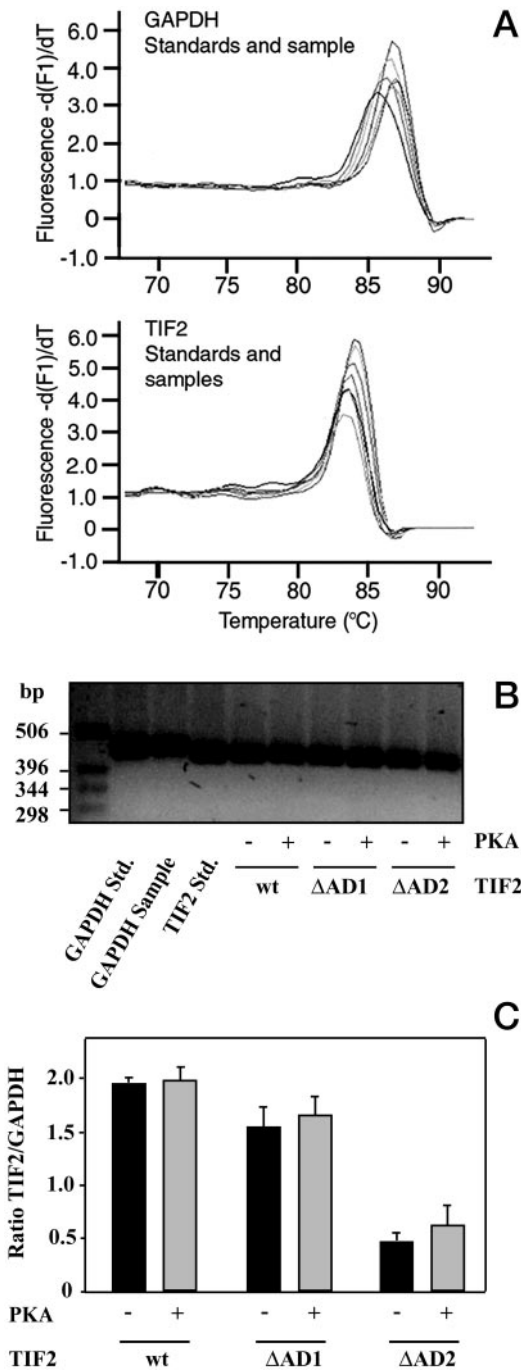 A
GAPDH
Standards and sample
Fluorescence -d(F1)/dT
6.0
5.0
4.0
3.0
2.0
1.0
0
-1.0
70 75 80 85 90
TIF2
Standards and
samples
Fluorescence -d(F1)/dT
6.0
5.0
4.0
3.0
2.0
1.0
0
-1.0
70 75 80 85 90
Temperature (°C)
B
bp
506
396
344
298
- + - + - + PKA
wt ΔAD1 ΔAD2 TIF2
GAPDH Std.
GAPDH Sample
TIF2 Std.
C
Ratio TIF2/GAPDH
2.0
1.5
1.0
0.5
0
PKA - + - + - +
TIF2 wt ΔAD1 ΔAD2